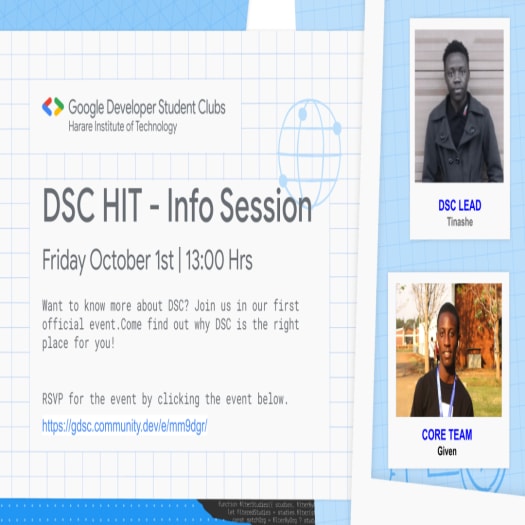 Google Developer Student Clubs
Harare Institute of Technology
DSC HIT - Info Session
Friday October 1st | 13:00 Hrs
Want to know more about DSC? Join us in our first
official event.Come find out why DSC is the right
place for you!
RSVP for the event by clicking the event below.
https://gdsc.community.dev/e/mm9dgr/
DSC LEAD
Tinashe
CORE TEAM
Given